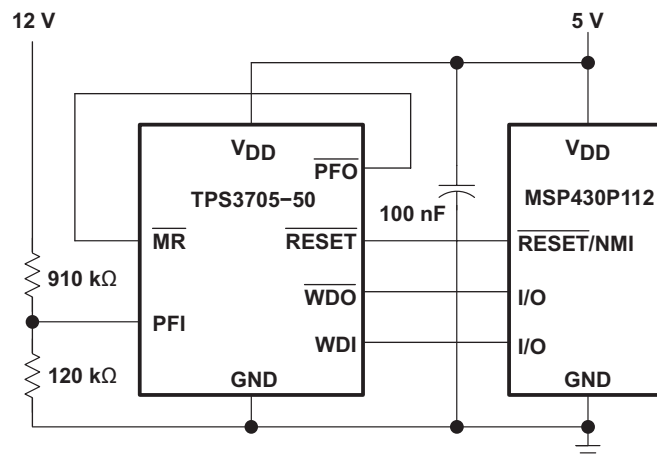 12 V
5 V
VDD
VDD
PFO
TPS3705−50
MSP430P112
100 nF
MR
RESET
RESET/NMI
910 kΩ
WDO
I/O
PFI
WDI
I/O
120 kΩ
GND
GND